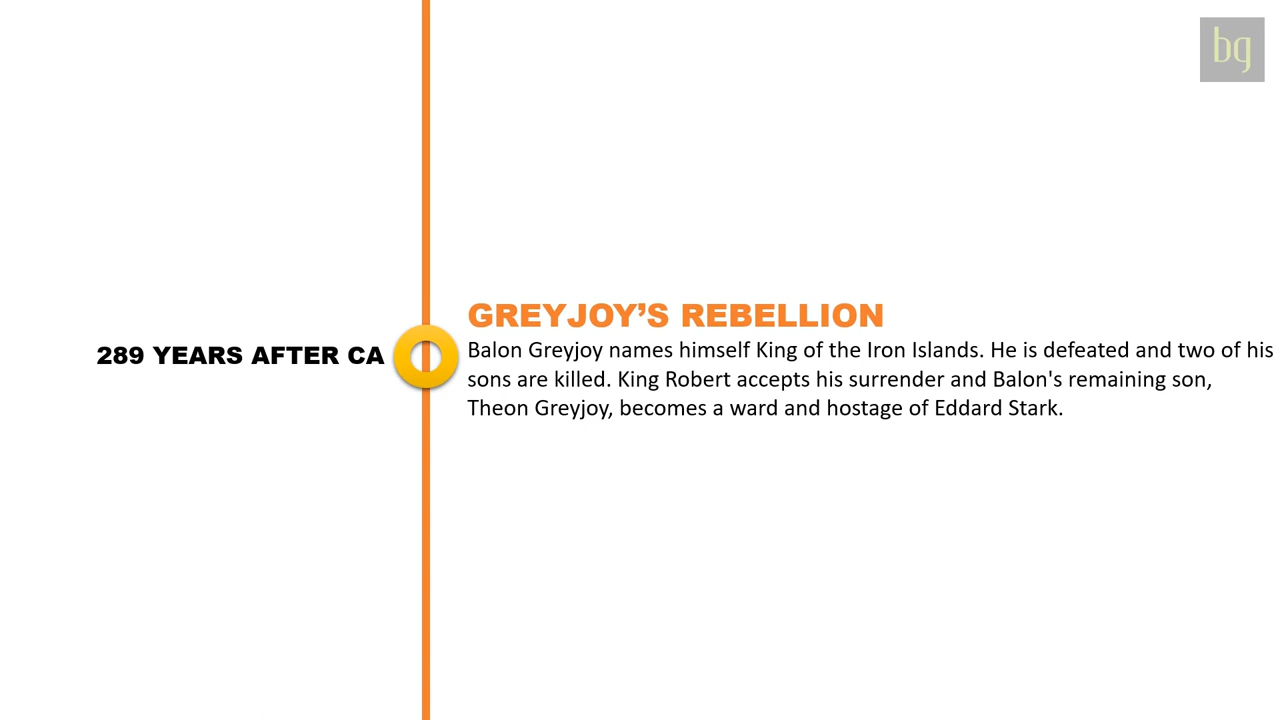 bg
GREYJOY’S REBELLION
289 YEARS AFTER CA
Balon Greyjoy names himself King of the Iron Islands. He is defeated and two of his
sons are killed. King Robert accepts his surrender and Balon's remaining son,
Theon Greyjoy, becomes a ward and hostage of Eddard Stark.